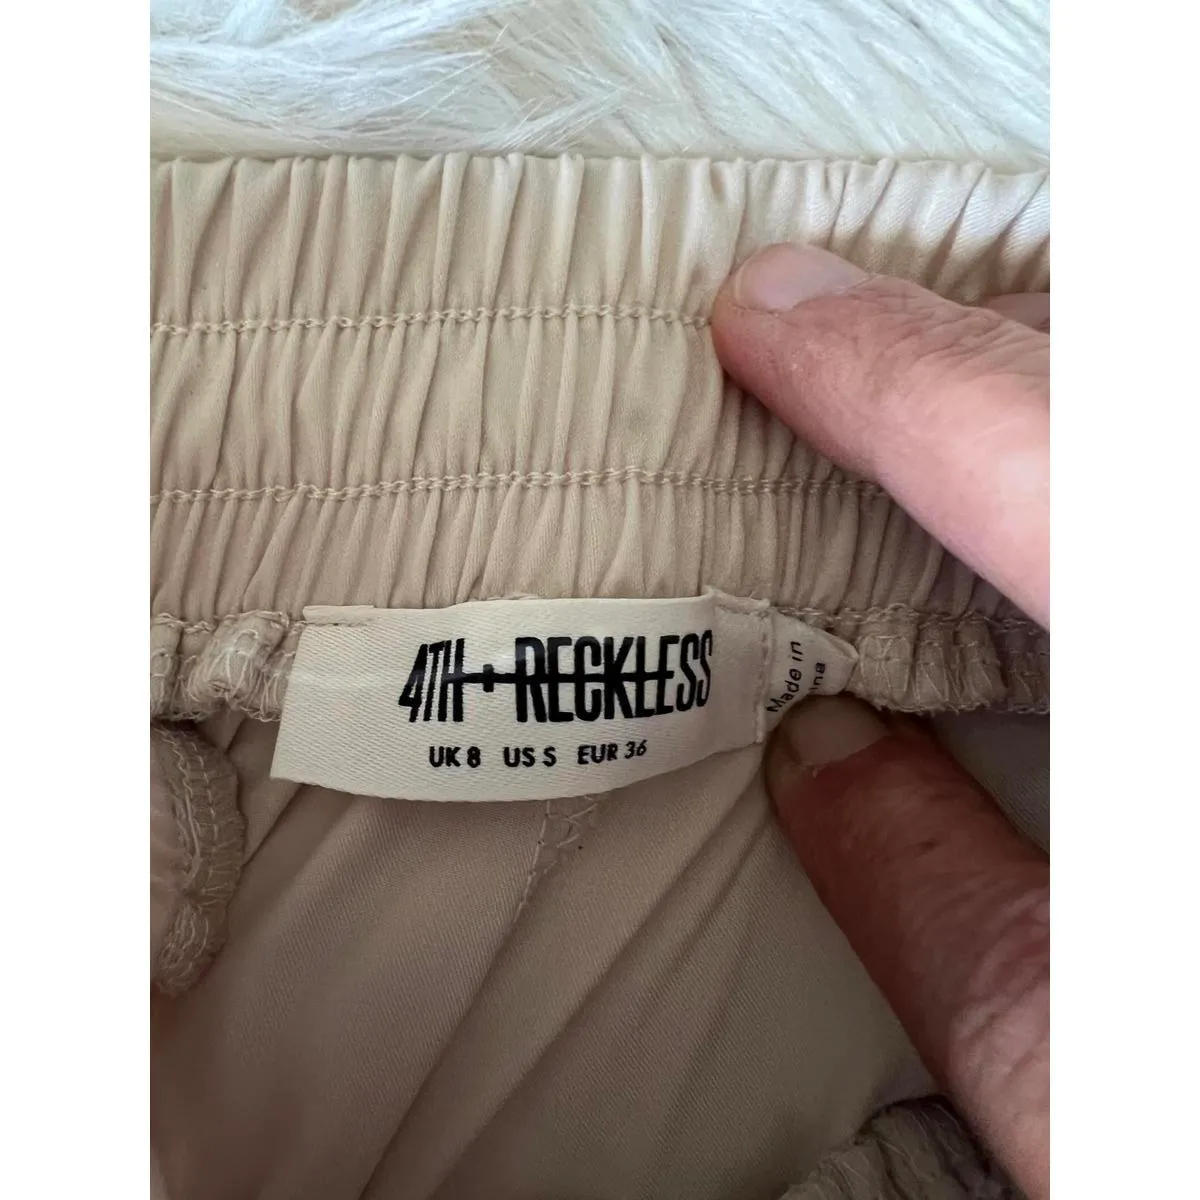 4TH + RECKLESS
UK 8 US S EUR 36
Made in